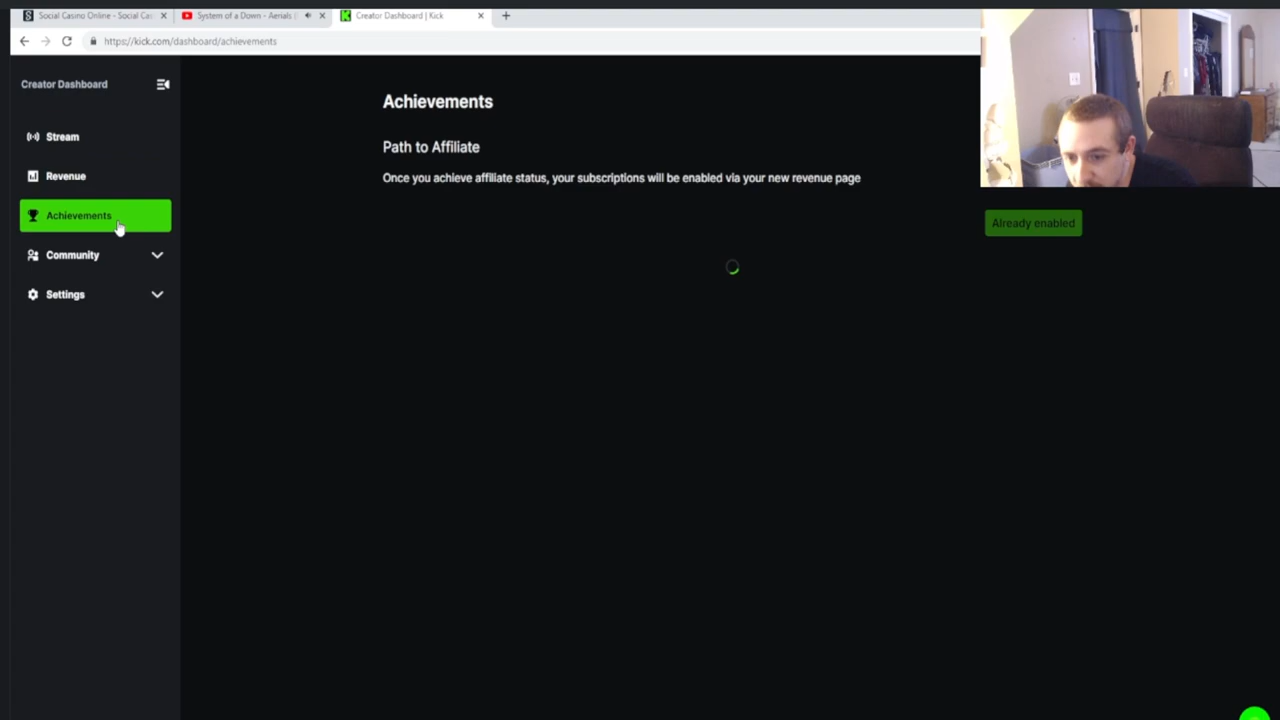 Social Casino Online - Social Cas
System of a Down - Aerials
Creator Dashboard | Kick
https://kick.com/dashboard/achievements
Creator Dashboard
Stream
Revenue
Achievements
Community
Settings
Achievements
Path to Affiliate
Once you achieve affiliate status, your subscriptions will be enabled via your new revenue page
Already enabled